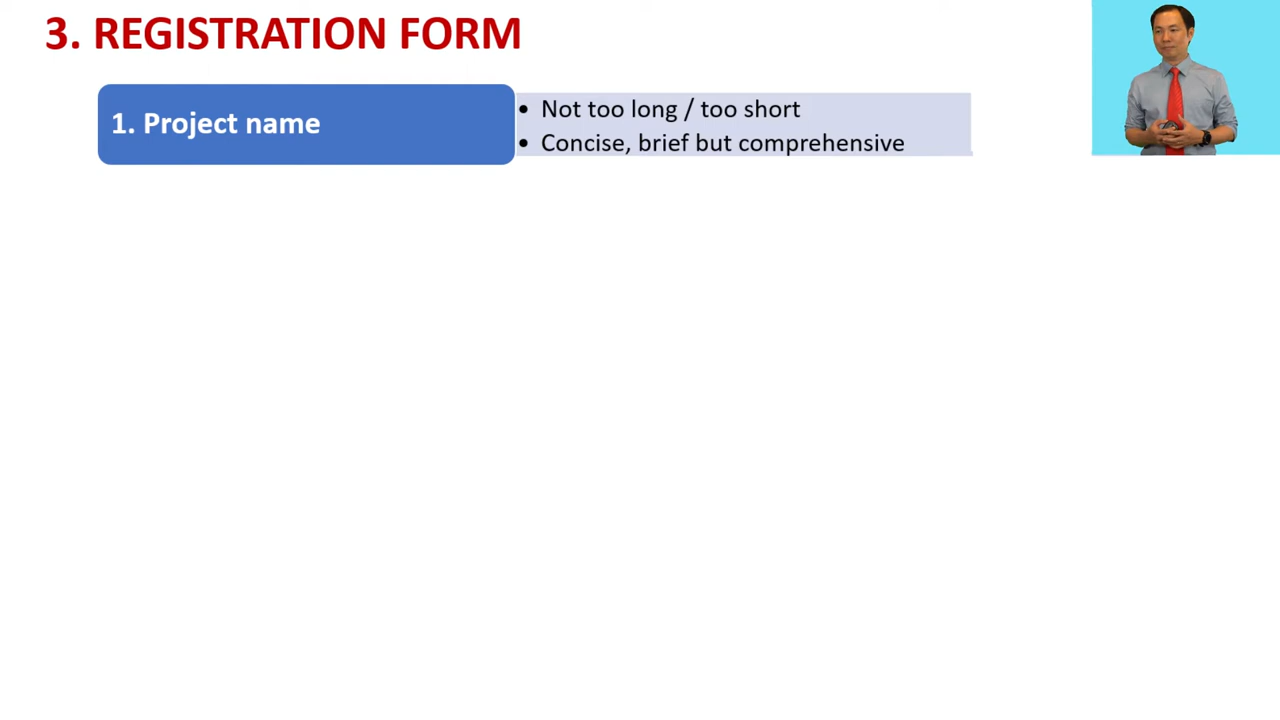 3. REGISTRATION FORM
1. Project name
• Not too long / too short
• Concise, brief but comprehensive